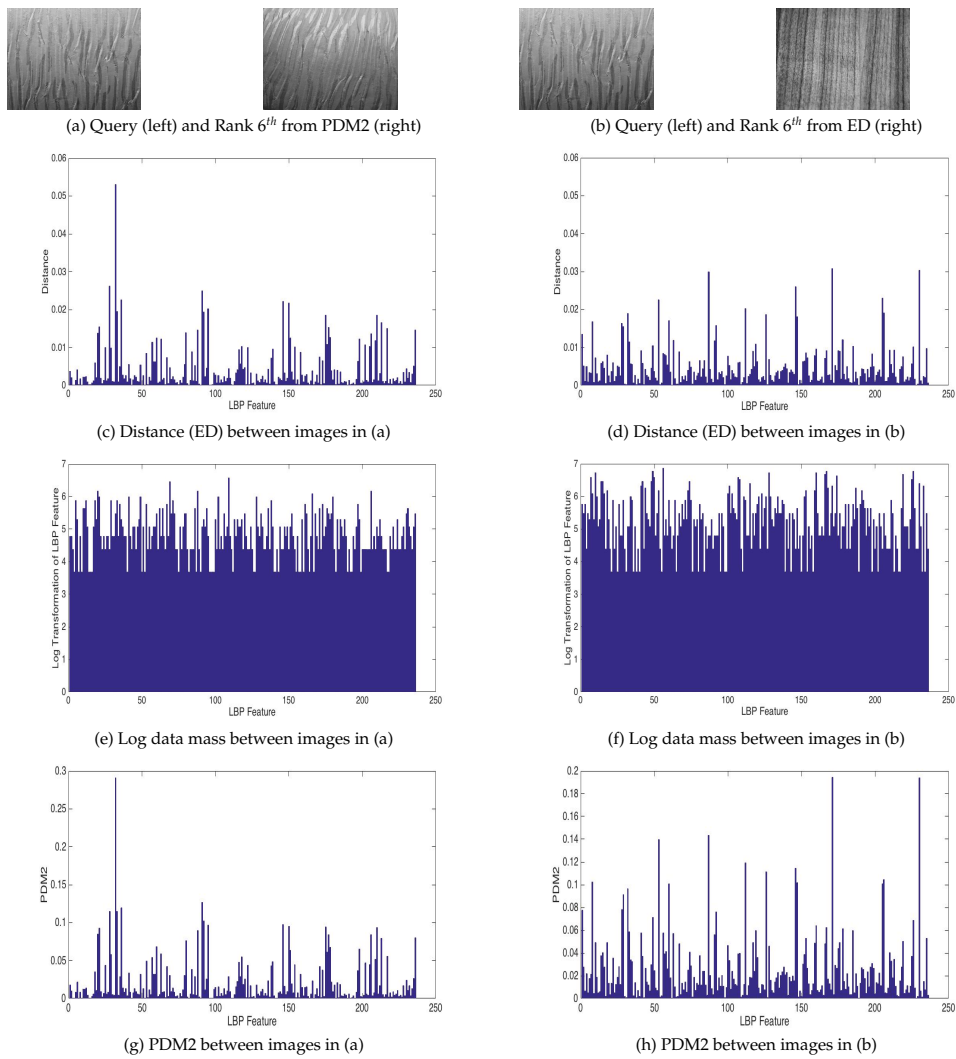 (a) Query (left) and Rank 6th from PDM2 (right)
(b) Query (left) and Rank 6th from ED (right)
0.06
0.05
0.04
0.03
0.02
0.01
0
Distance
0 50 100 150 200 250
LBP Feature
(c) Distance (ED) between images in (a)
0.06
0.05
0.04
0.03
0.02
0.01
0
Distance
0 50 100 150 200 250
LBP Feature
(d) Distance (ED) between images in (b)
7
6
5
4
3
2
1
0
Log Transformation of LBP Feature
0 50 100 150 200 250
LBP Feature
(e) Log data mass between images in (a)
7
6
5
4
3
2
1
0
Log Transformation of LBP Feature
0 50 100 150 200 250
LBP Feature
(f) Log data mass between images in (b)
0.3
0.25
0.2
0.15
0.1
0.05
0
PDM2
0 50 100 150 200 250
LBP Feature
(g) PDM2 between images in (a)
0.2
0.18
0.16
0.14
0.12
0.1
0.08
0.06
0.04
0.02
0
PDM2
0 50 100 150 200 250
LBP Feature
(h) PDM2 between images in (b)